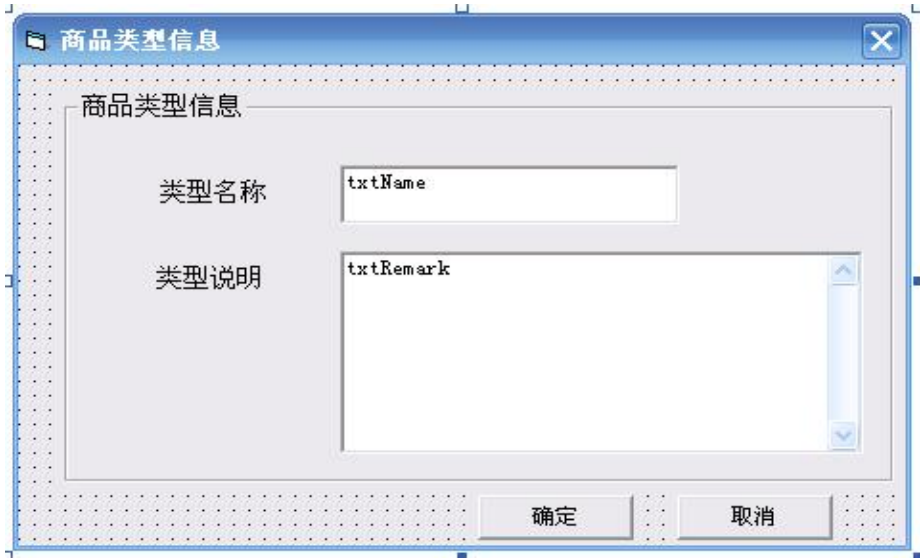 商品类型信息
商品类型信息
类型名称
txtName
类型说明
txtRemark
确定
取消